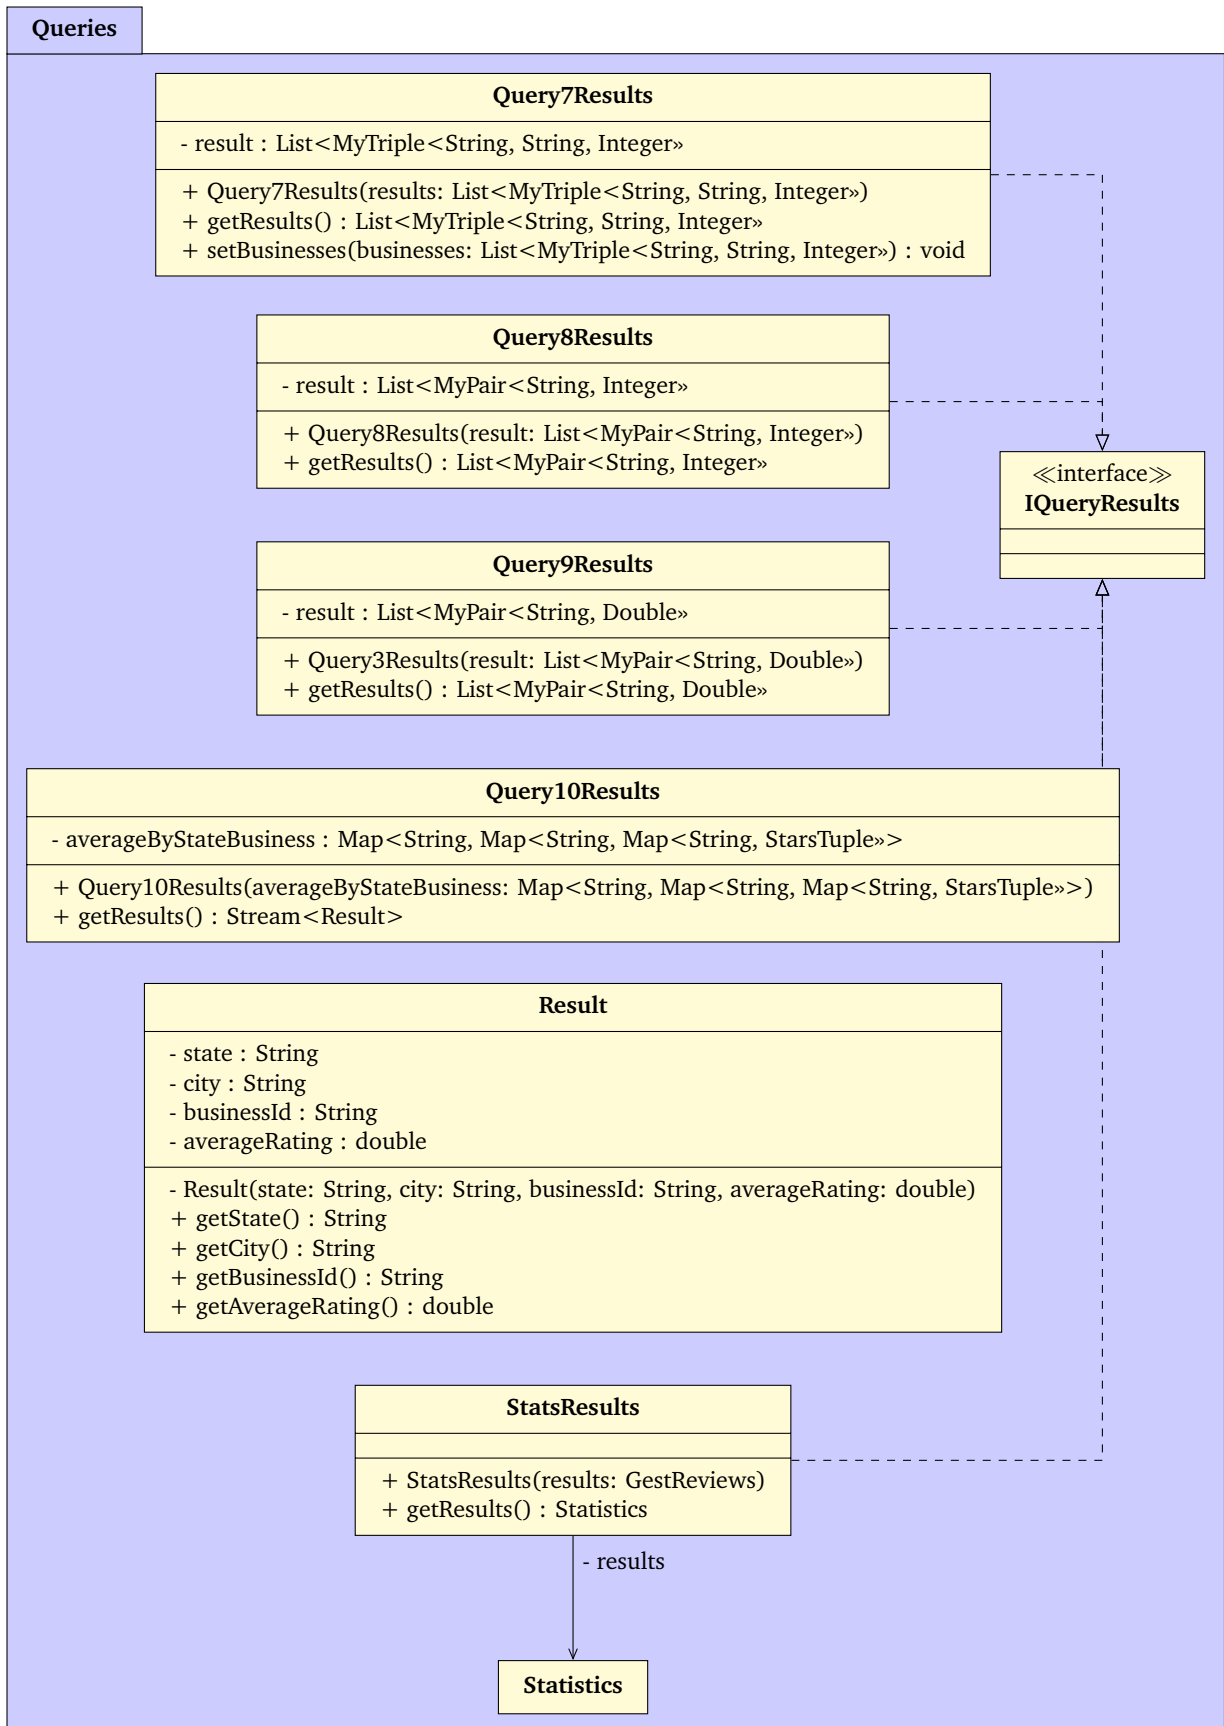 Queries
Query7Results
- result : List<MyTriple<String, String, Integer»
+ Query7Results(results: List<MyTriple<String, String, Integer»)
+ getResults() : List<MyTriple<String, String, Integer»
+ setBusinesses(businesses: List<MyTriple<String, String, Integer») : void
Query8Results
- result : List<MyPair<String, Integer»
+ Query8Results(result: List<MyPair<String, Integer»)
+ getResults() : List<MyPair<String, Integer»
≪interface≫
IQueryResults
Query9Results
- result : List<MyPair<String, Double»
+ Query3Results(result: List<MyPair<String, Double»)
+ getResults() : List<MyPair<String, Double»
Query10Results
- averageByStateBusiness : Map<String, Map<String, Map<String, StarsTuple»>
+ Query10Results(averageByStateBusiness: Map<String, Map<String, Map<String, StarsTuple»>)
+ getResults() : Stream<Result>
Result
- state : String
- city : String
- businessId : String
- averageRating : double
- Result(state: String, city: String, businessId: String, averageRating: double)
+ getState() : String
+ getCity() : String
+ getBusinessId() : String
+ getAverageRating() : double
StatsResults
+ StatsResults(results: GestReviews)
+ getResults() : Statistics
- results
Statistics